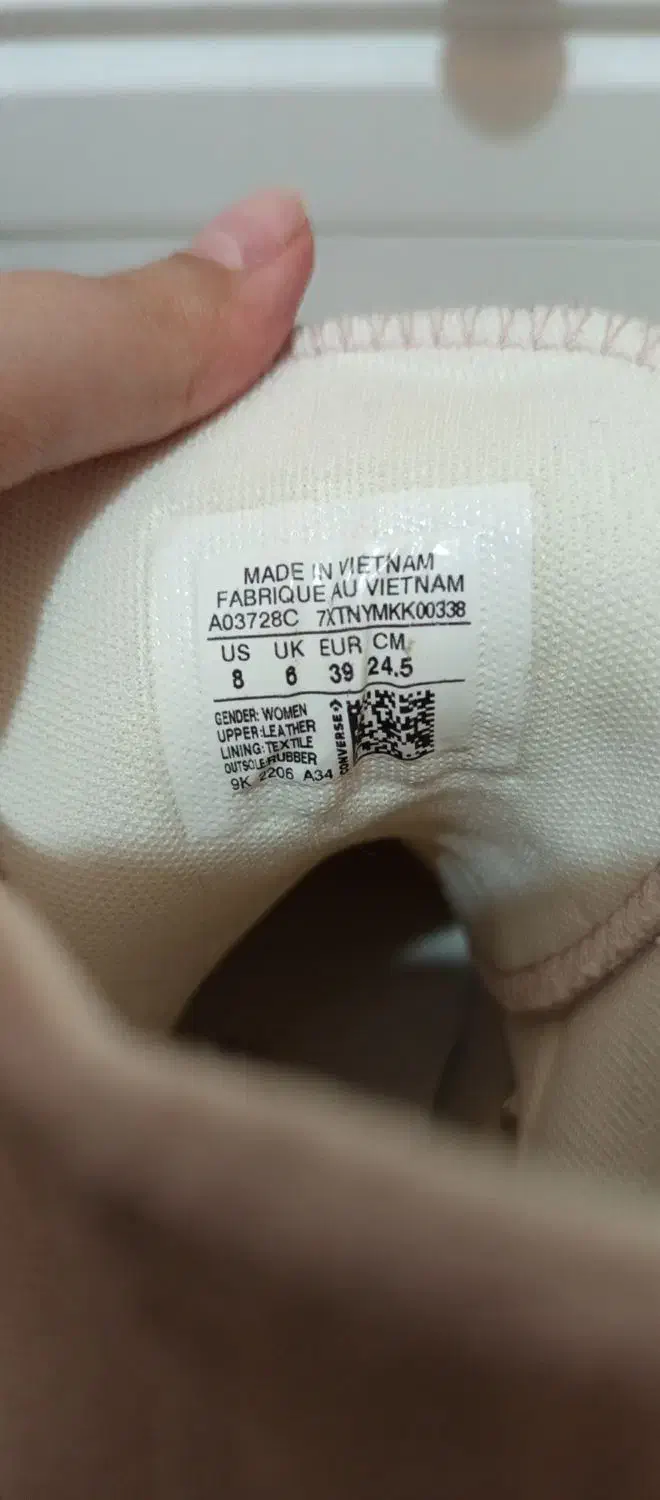 MADE IN VIETNAM
FABRIQUE AU VIETNAM
A03728C 7XTNYMKK00338
US UK EUR CM
8 6 39 24.5
GENDER: WOMEN
UPPER:LEATHER
LINING:TEXTILE
OUTSOLE:RUBBER
9K 2206 A34
CONVERSE